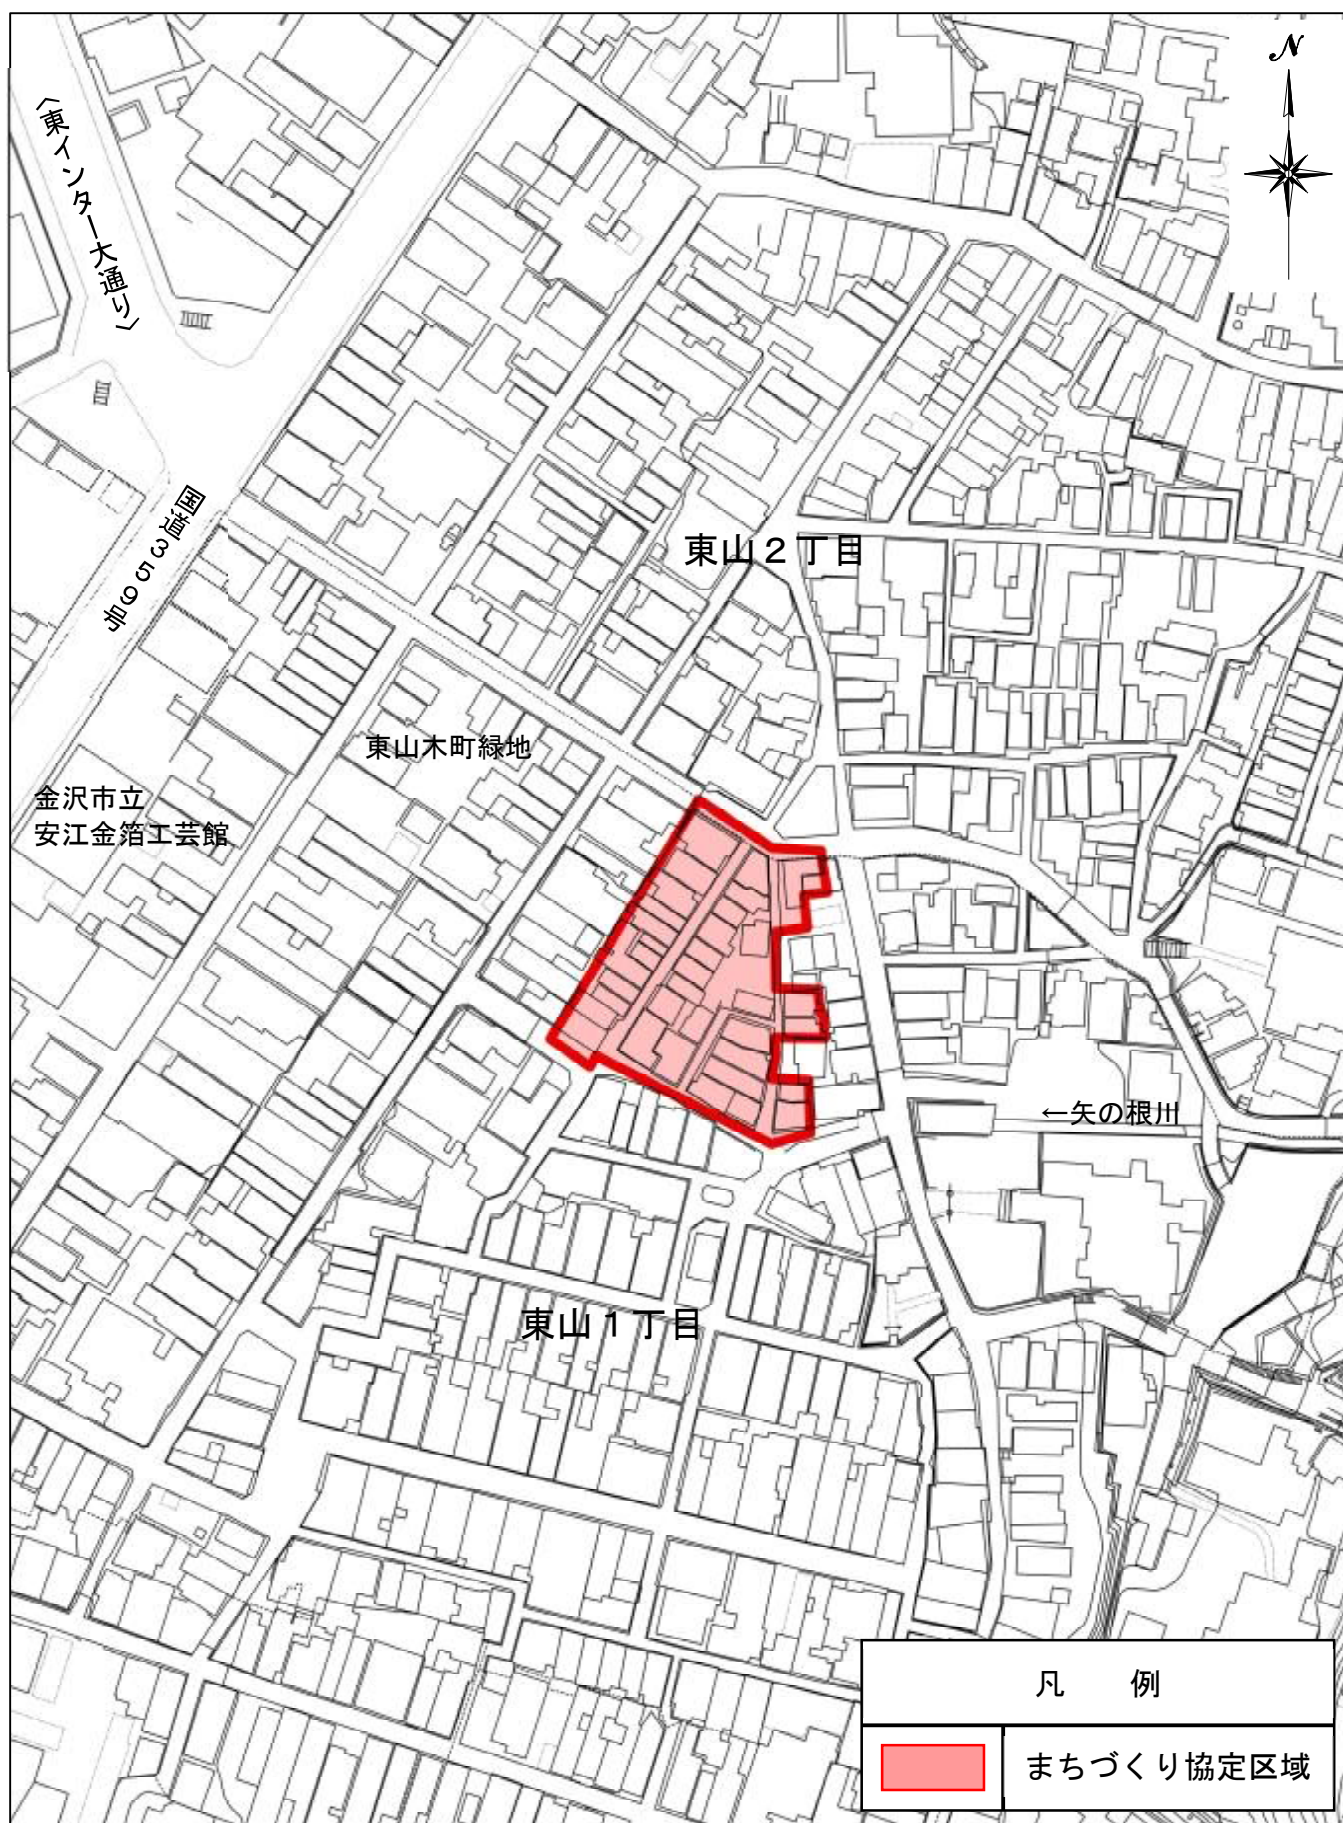 N
〈東インター大通り〉
国道359号
東山2丁目
東山木町緑地
金沢市立
安江金箔工芸館
←矢の根川
東山1丁目
凡 例
まちづくり協定区域